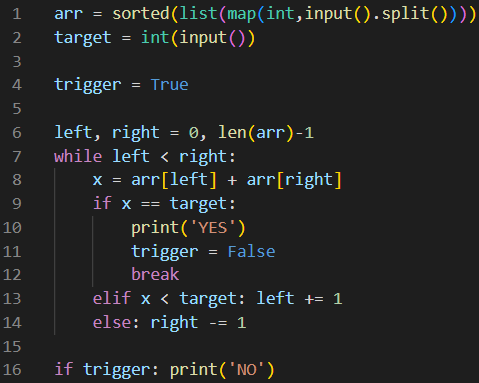 1 arr = sorted(list(map(int,input().split())))
2 target = int(input())
3
4 trigger = True
5
6 left, right = 0, len(arr)-1
7 while left < right:
8     x = arr[left] + arr[right]
9     if x == target:
10         print('YES')
11         trigger = False
12         break
13     elif x < target: left += 1
14     else: right -= 1
15
16 if trigger: print('NO')